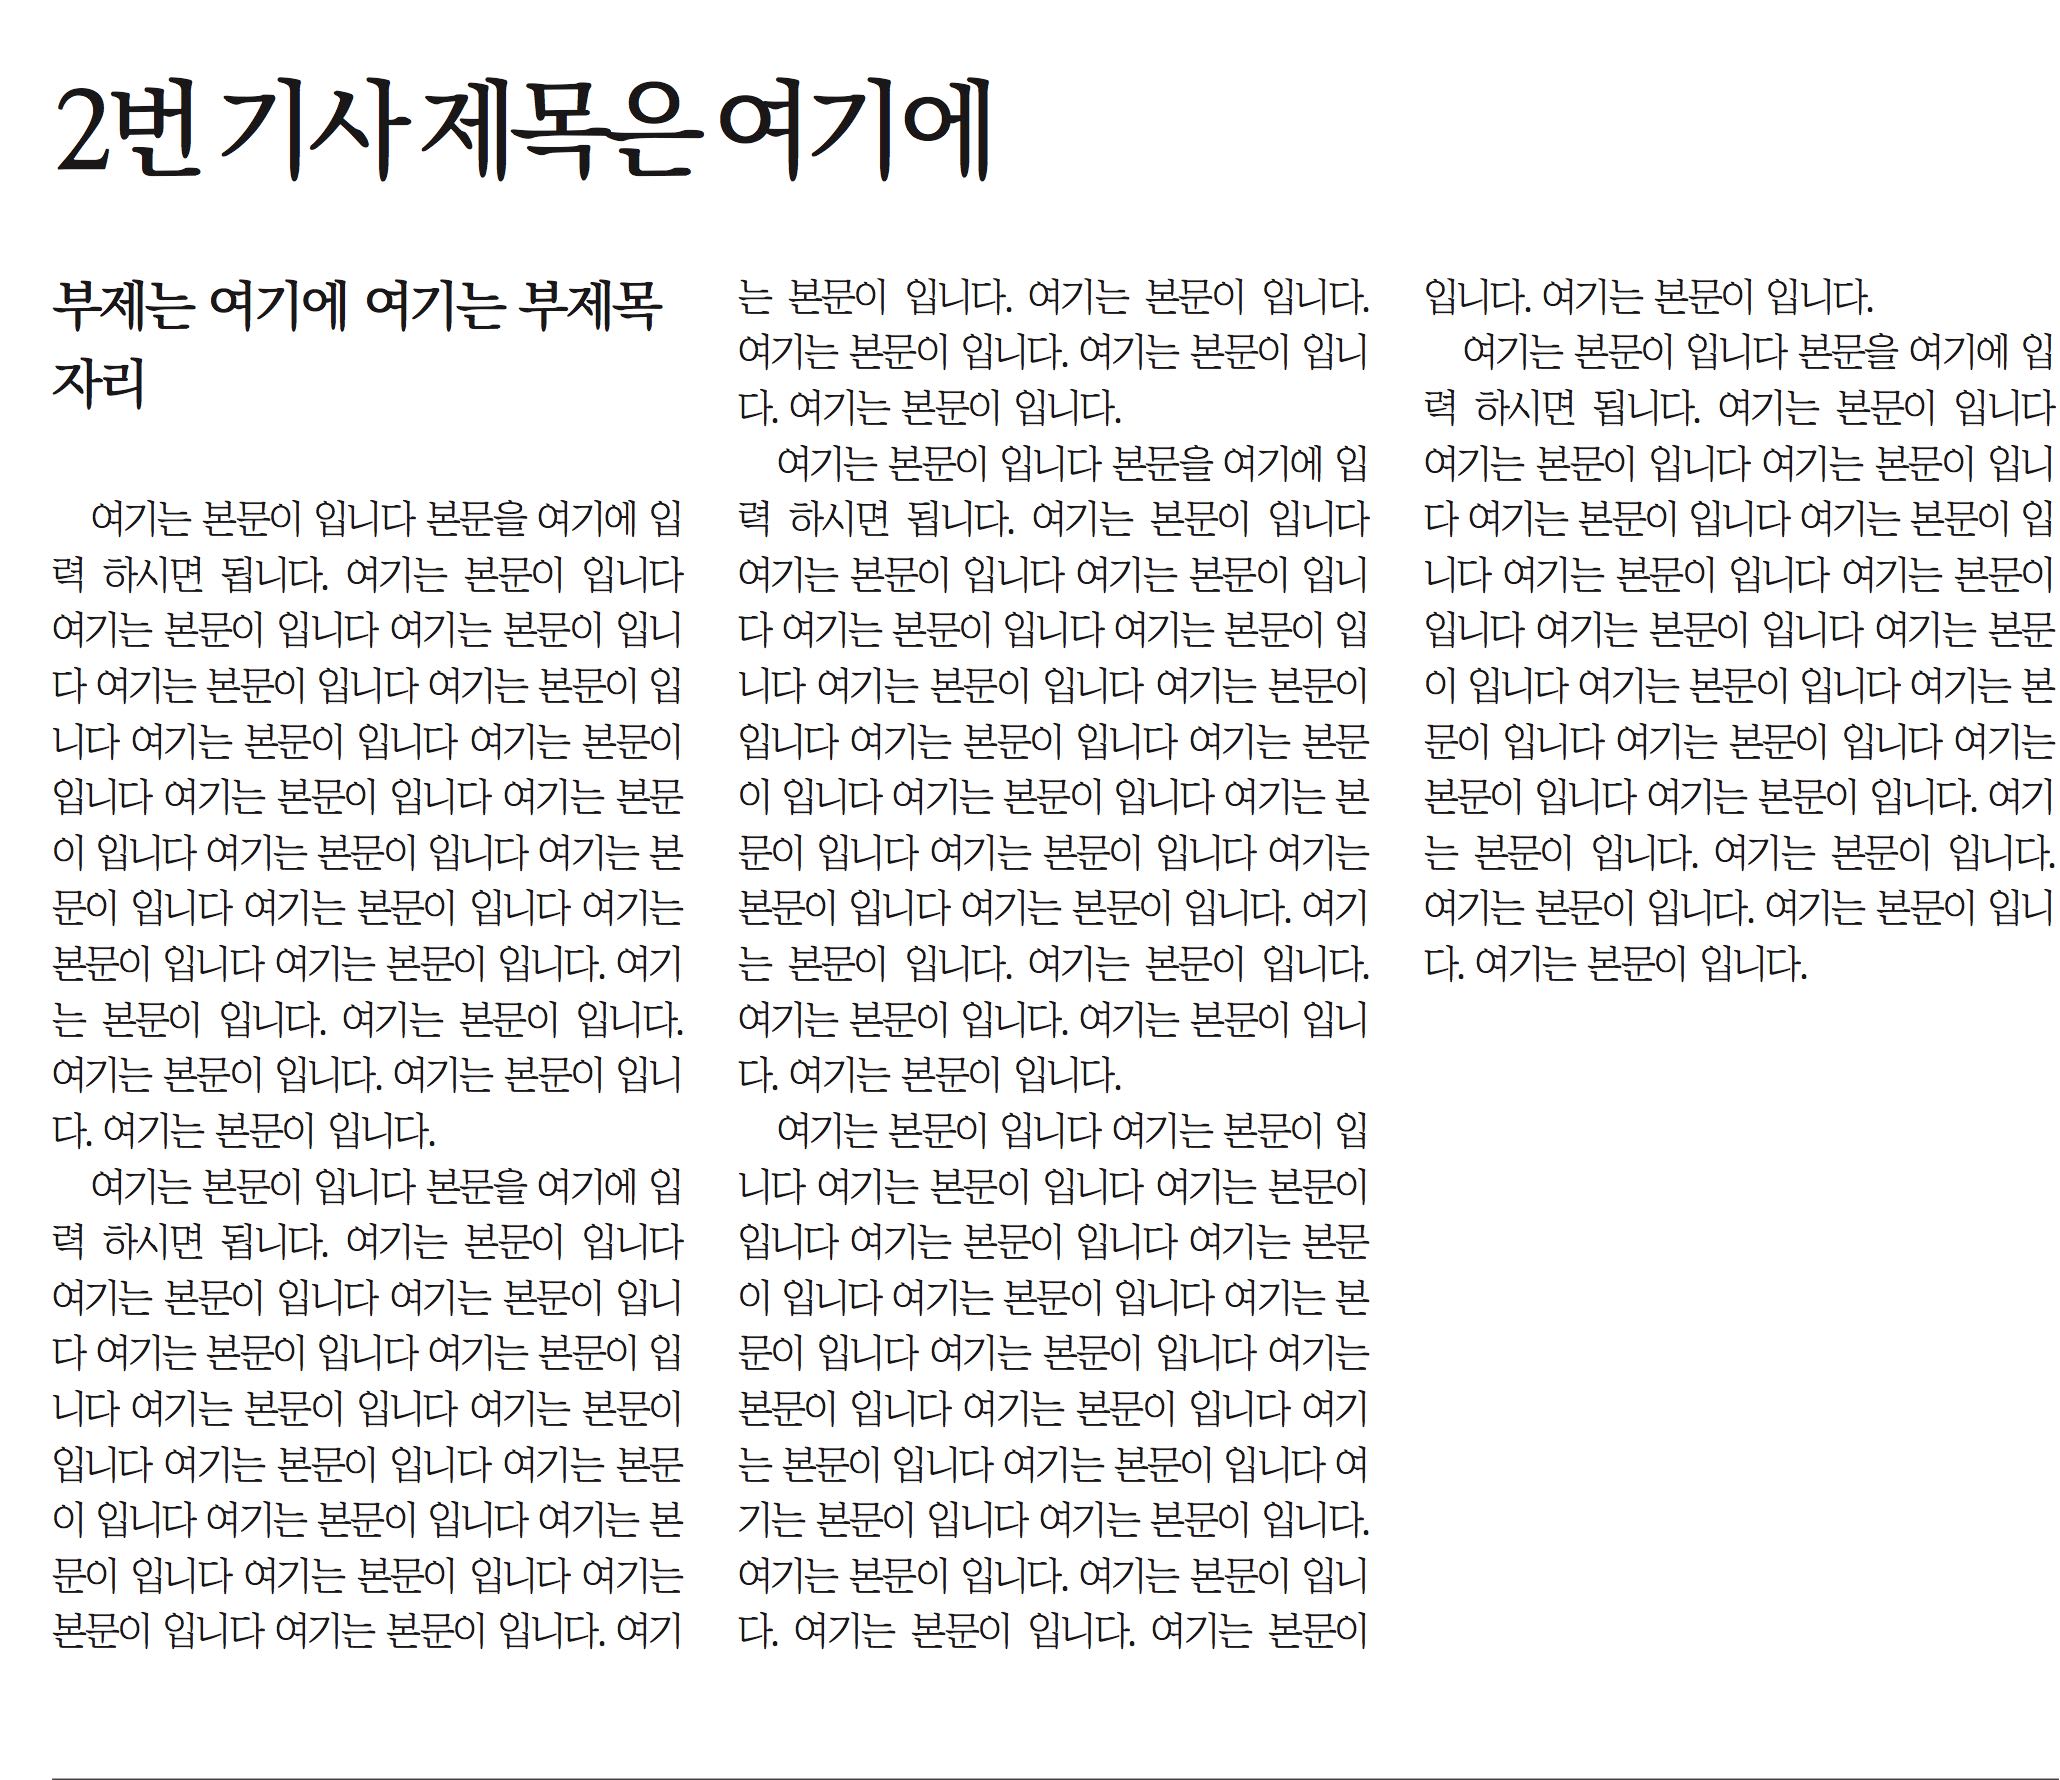 2번 기사 제목은 여기에
부제는 여기에 여기는 부제목
자리
여기는 본문이 입니다 본문을 여기에 입
력 하시면 됩니다. 여기는 본문이 입니다
여기는 본문이 입니다 여기는 본문이 입니
다 여기는 본문이 입니다 여기는 본문이 입
니다 여기는 본문이 입니다 여기는 본문이
입니다 여기는 본문이 입니다 여기는 본문
이 입니다 여기는 본문이 입니다 여기는 본
문이 입니다 여기는 본문이 입니다 여기는
본문이 입니다 여기는 본문이 입니다. 여기
는 본문이 입니다. 여기는 본문이 입니다.
여기는 본문이 입니다. 여기는 본문이 입니
다. 여기는 본문이 입니다.
여기는 본문이 입니다 본문을 여기에 입
력 하시면 됩니다. 여기는 본문이 입니다
여기는 본문이 입니다 여기는 본문이 입니
다 여기는 본문이 입니다 여기는 본문이 입
니다 여기는 본문이 입니다 여기는 본문이
입니다 여기는 본문이 입니다 여기는 본문
이 입니다 여기는 본문이 입니다 여기는 본
문이 입니다 여기는 본문이 입니다 여기는
본문이 입니다 여기는 본문이 입니다. 여기
는 본문이 입니다. 여기는 본문이 입니다.
여기는 본문이 입니다. 여기는 본문이 입니
다. 여기는 본문이 입니다.
여기는 본문이 입니다 본문을 여기에 입
력 하시면 됩니다. 여기는 본문이 입니다
여기는 본문이 입니다 여기는 본문이 입니
다 여기는 본문이 입니다 여기는 본문이 입
니다 여기는 본문이 입니다 여기는 본문이
입니다 여기는 본문이 입니다 여기는 본문
이 입니다 여기는 본문이 입니다 여기는 본
문이 입니다 여기는 본문이 입니다 여기는
본문이 입니다 여기는 본문이 입니다. 여기
는 본문이 입니다. 여기는 본문이 입니다.
여기는 본문이 입니다. 여기는 본문이 입니
다. 여기는 본문이 입니다.
여기는 본문이 입니다 여기는 본문이 입
니다 여기는 본문이 입니다 여기는 본문이
입니다 여기는 본문이 입니다 여기는 본문
이 입니다 여기는 본문이 입니다 여기는 본
문이 입니다 여기는 본문이 입니다 여기는
본문이 입니다 여기는 본문이 입니다 여기
는 본문이 입니다 여기는 본문이 입니다 여
기는 본문이 입니다 여기는 본문이 입니다.
여기는 본문이 입니다. 여기는 본문이 입니
다. 여기는 본문이 입니다. 여기는 본문이
입니다. 여기는 본문이 입니다.
여기는 본문이 입니다 본문을 여기에 입
력 하시면 됩니다. 여기는 본문이 입니다
여기는 본문이 입니다 여기는 본문이 입니
다 여기는 본문이 입니다 여기는 본문이 입
니다 여기는 본문이 입니다 여기는 본문이
입니다 여기는 본문이 입니다 여기는 본문
이 입니다 여기는 본문이 입니다 여기는 본
문이 입니다 여기는 본문이 입니다 여기는
본문이 입니다 여기는 본문이 입니다. 여기
는 본문이 입니다. 여기는 본문이 입니다.
여기는 본문이 입니다. 여기는 본문이 입니
다. 여기는 본문이 입니다.